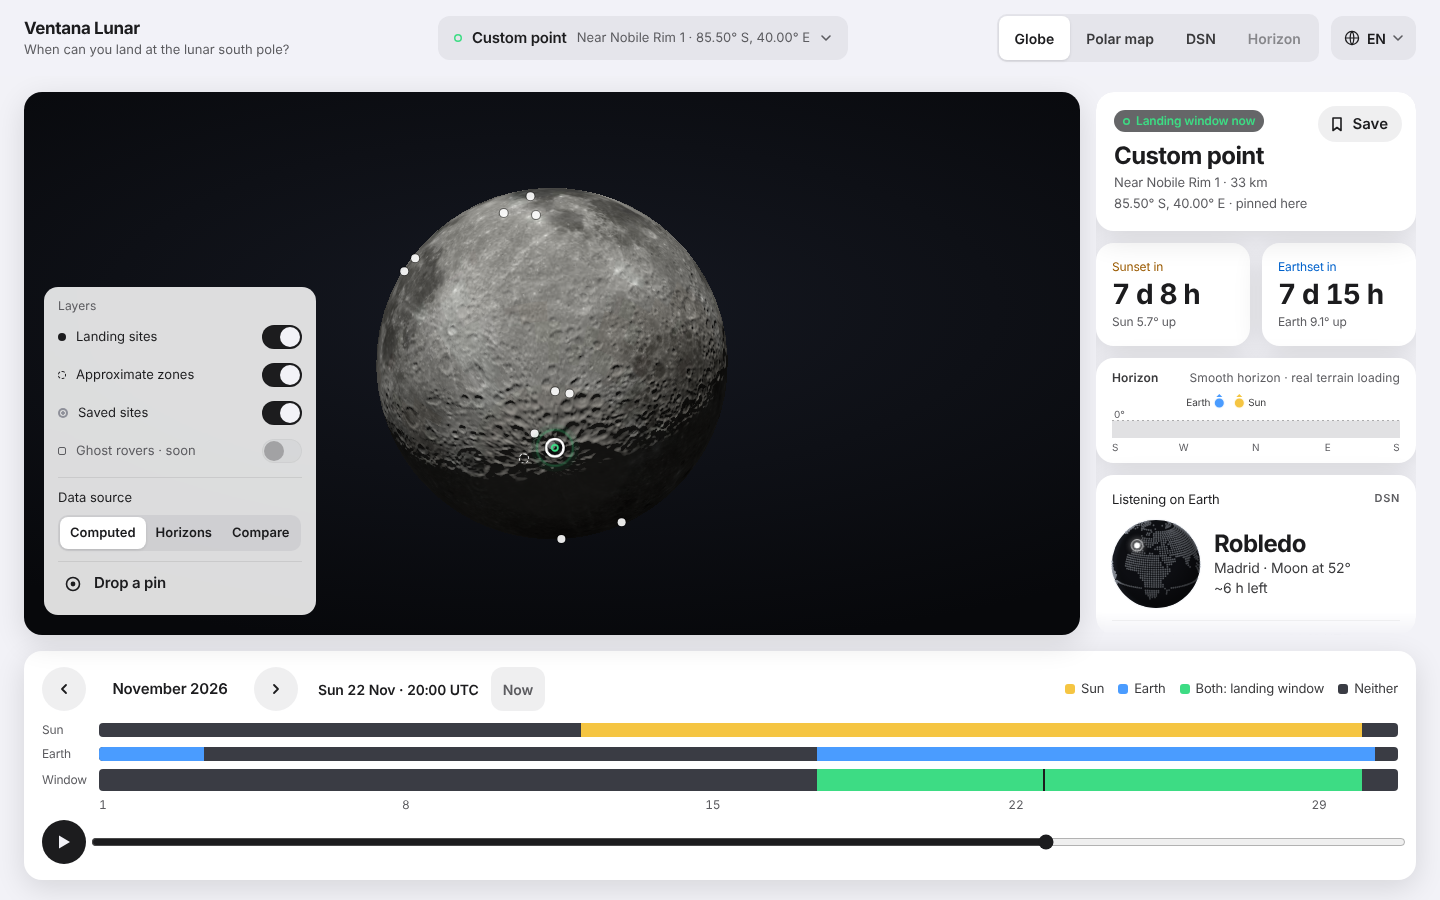 Ventana Lunar
When can you land at the lunar south pole?
Custom point Near Nobile Rim 1 · 85.50° S, 40.00° E
Globe Polar map DSN Horizon
EN
Layers
Landing sites
Approximate zones
Saved sites
Ghost rovers · soon
Data source
Computed Horizons Compare
Drop a pin
Landing window now
Save
Custom point
Near Nobile Rim 1 · 33 km
85.50° S, 40.00° E · pinned here
Sunset in
7 d 8 h
Sun 5.7° up
Earthset in
7 d 15 h
Earth 9.1° up
Horizon Smooth horizon · real terrain loading
Earth Sun
0°
S W N E S
Listening on Earth DSN
Robledo
Madrid · Moon at 52°
~6 h left
November 2026
Sun 22 Nov · 20:00 UTC Now
Sun Earth Both: landing window Neither
Sun
Earth
Window
1 8 15 22 29